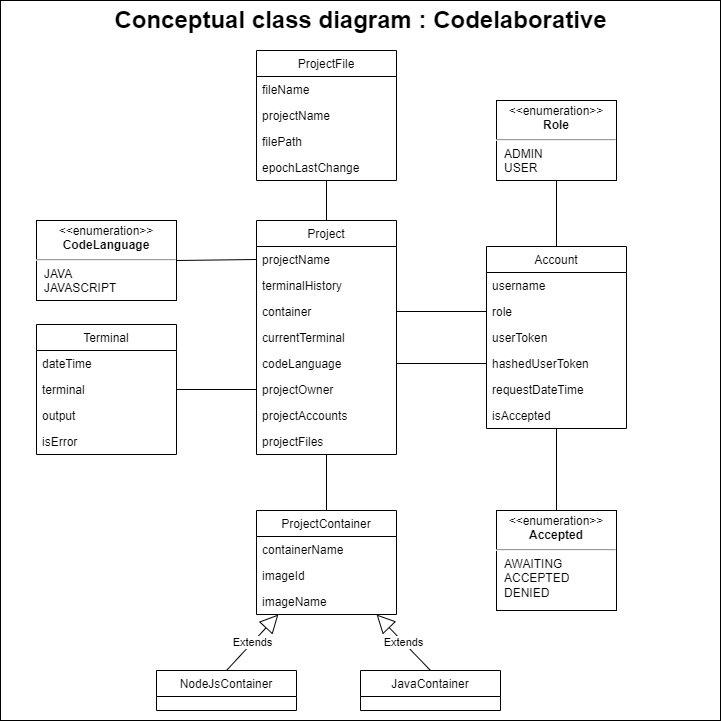 Conceptual class diagram : Codelaborative
ProjectFile
fileName
projectName
filePath
epochLastChange
<<enumeration>>
Role
ADMIN
USER
<<enumeration>>
CodeLanguage
JAVA
JAVASCRIPT
Project
projectName
terminalHistory
container
currentTerminal
codeLanguage
projectOwner
projectAccounts
projectFiles
Account
username
role
userToken
hashedUserToken
requestDateTime
isAccepted
Terminal
dateTime
terminal
output
isError
ProjectContainer
containerName
imageId
imageName
<<enumeration>>
Accepted
AWAITING
ACCEPTED
DENIED
Extends
Extends
NodeJsContainer
JavaContainer